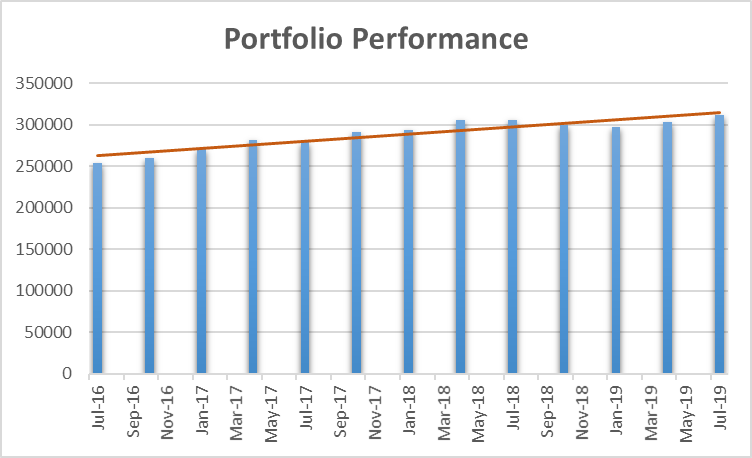 Portfolio Performance
350000
300000
250000
200000
150000
100000
50000
0
Jul-16
Sep-16
Nov-16
Jan-17
Mar-17
May-17
Jul-17
Sep-17
Nov-17
Jan-18
Mar-18
May-18
Jul-18
Sep-18
Nov-18
Jan-19
Mar-19
May-19
Jul-19